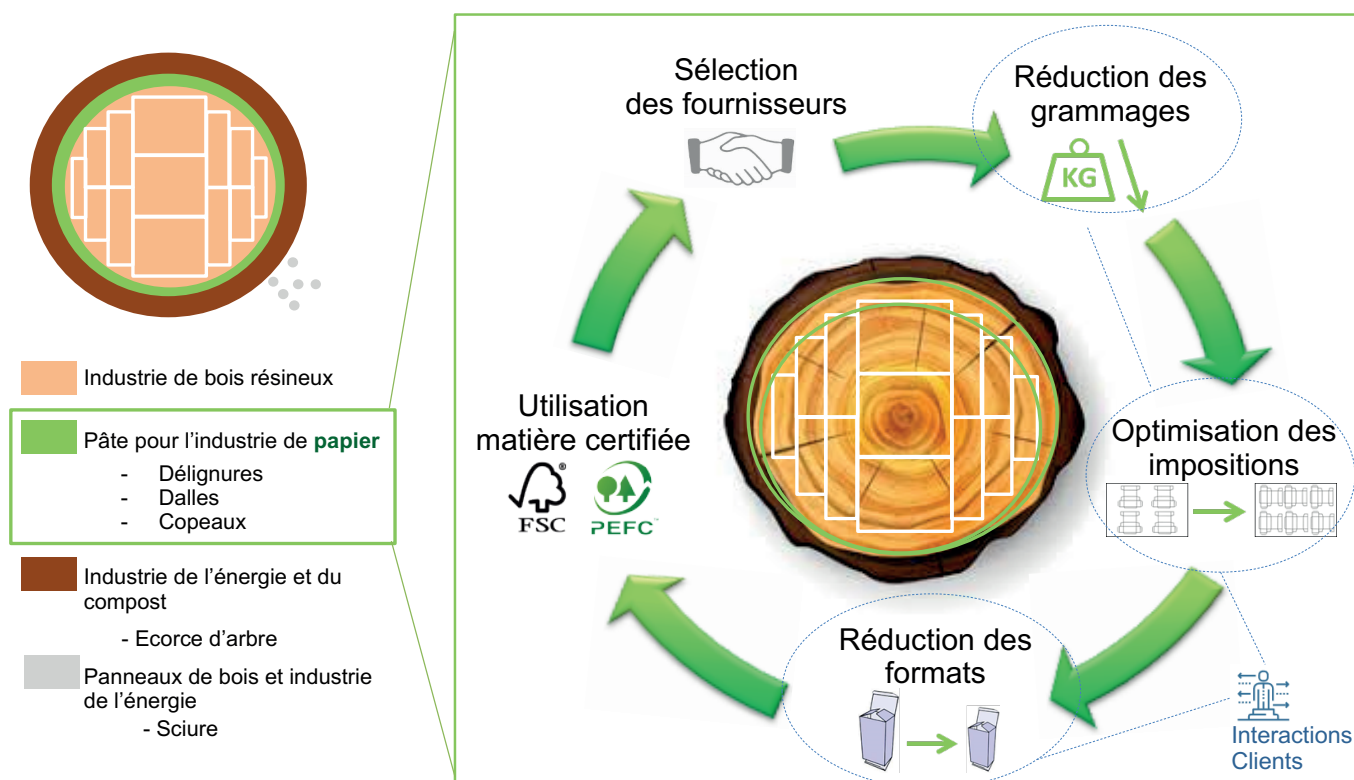 Industrie de bois résineux
Pâte pour l'industrie de papier
- Délignures
- Dalles
- Copeaux
Industrie de l'énergie et du
compost
- Ecorce d'arbre
Panneaux de bois et industrie
de l'énergie
- Sciure
Sélection
des fournisseurs
Réduction des
grammages
KG
Optimisation des
impositions
Réduction des
formats
Utilisation
matière certifiée
®
FSC
PEFC™
Interactions
Clients